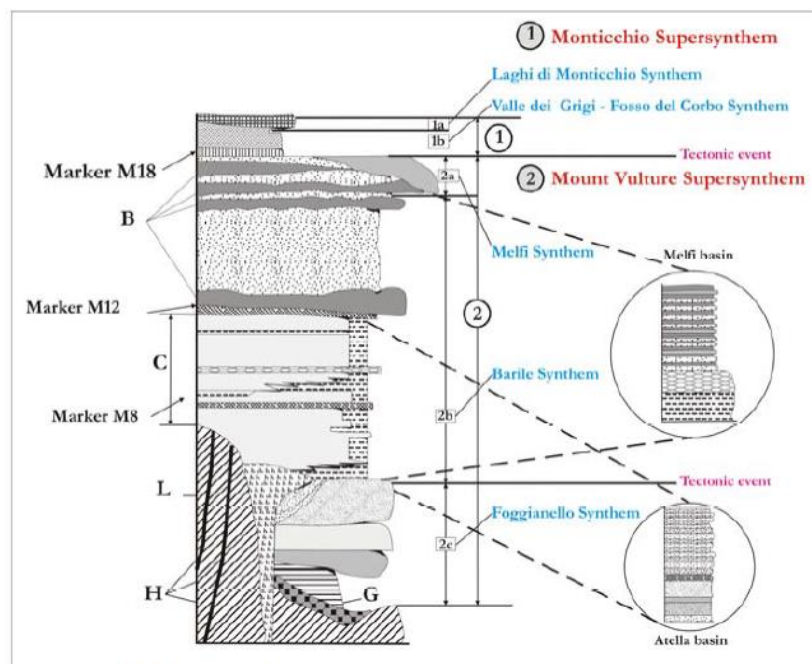 1 Monticchio Supersynthem
Laghi di Monticchio Synthem
Valle dei Grigi - Fosso del Corbo Synthem
1a
1b
1
Marker M18
Tectonic event
2a
2 Mount Vulture Supersynthem
B
Melfi Synthem
Melfi basin
Marker M12
2
C
Barile Synthem
Marker M8
2b
L
Tectonic event
Foggianello Synthem
2c
H
G
Atella basin